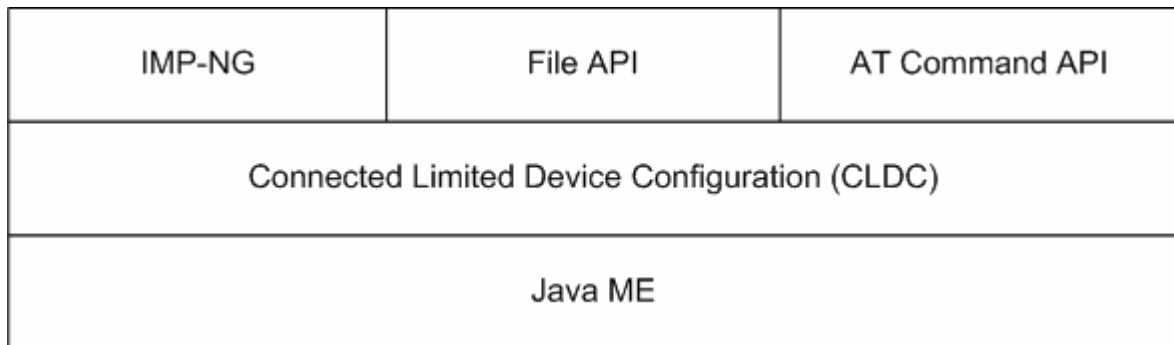 IMP-NG
File API
AT Command API
Connected Limited Device Configuration (CLDC)
Java ME